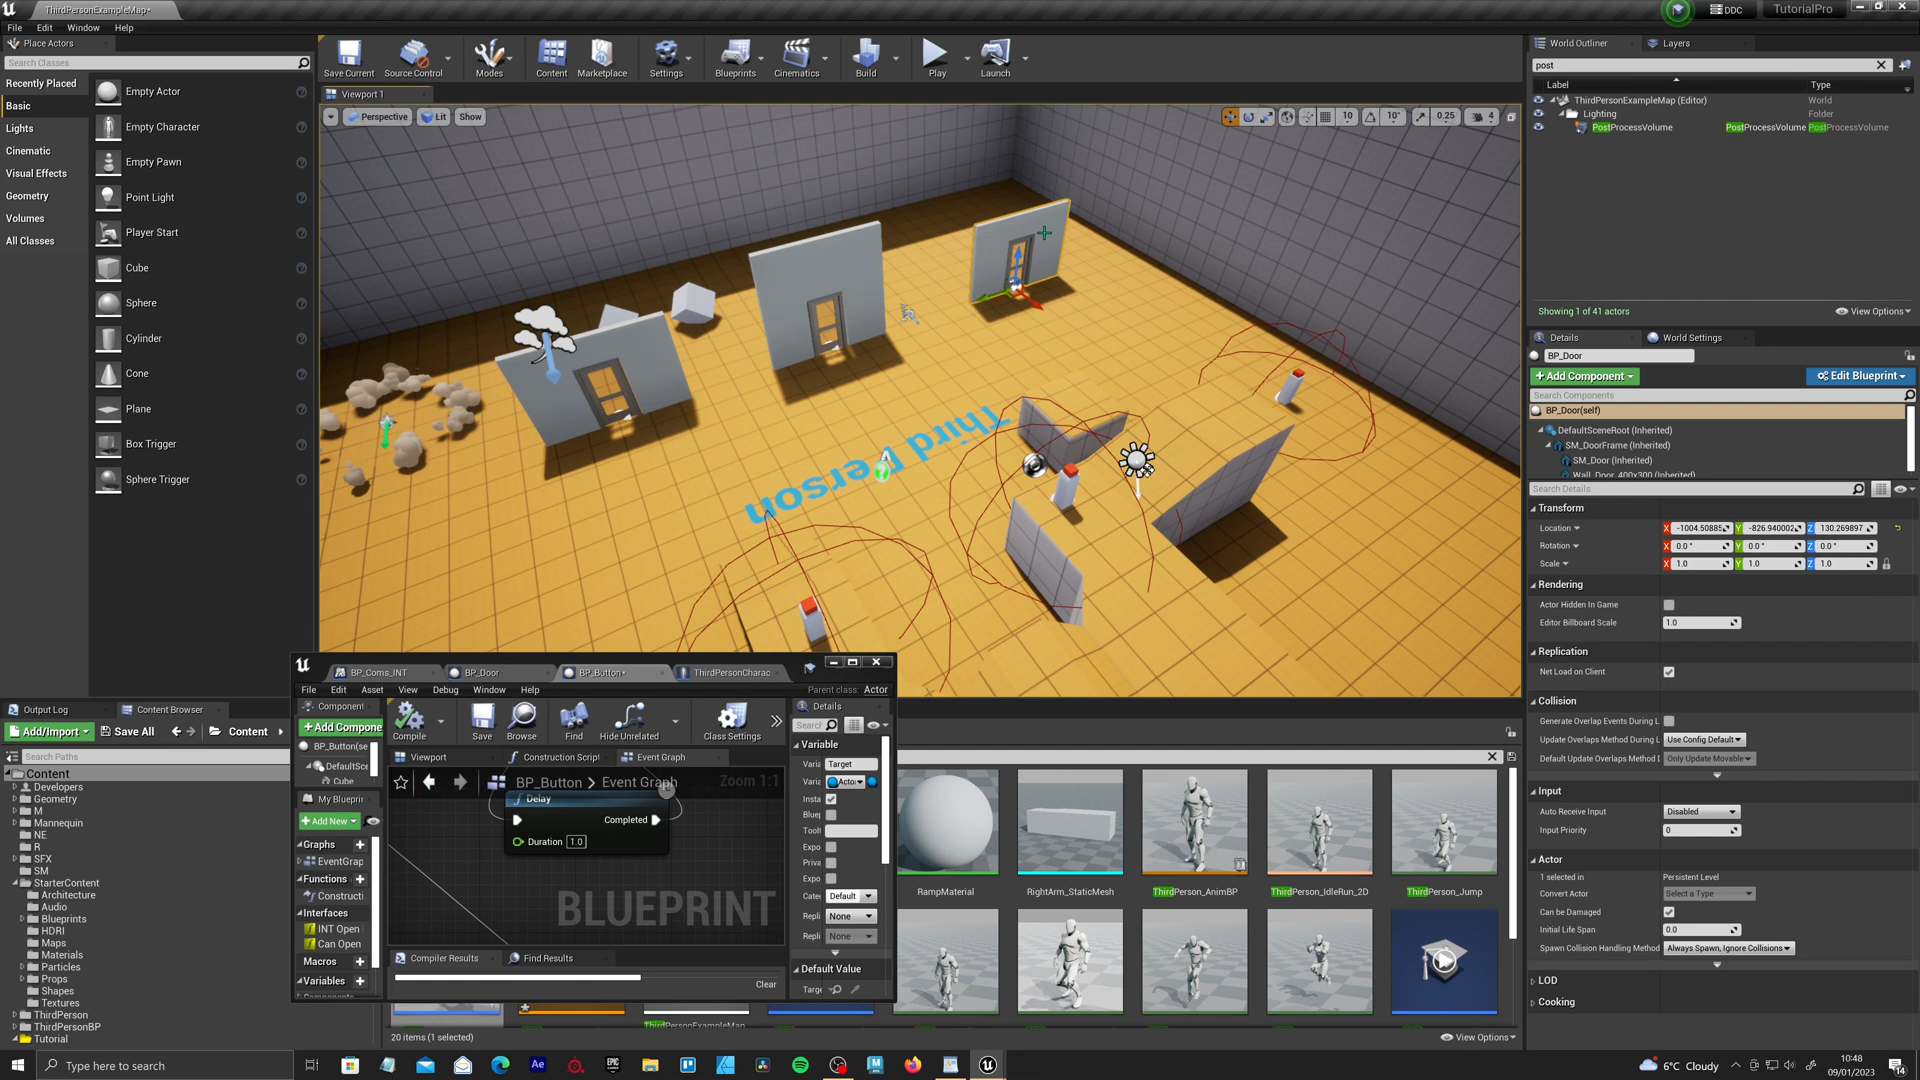 ThirdPersonExampleMap*
DDC
TutorialPro
File Edit Window Help
Place Actors
Search Classes
Recently Placed
Basic
Lights
Cinematic
Visual Effects
Geometry
Volumes
All Classes
Empty Actor
Empty Character
Empty Pawn
Point Light
Player Start
Cube
Sphere
Cylinder
Cone
Plane
Box Trigger
Sphere Trigger
Save Current
Source Control
Modes
Content
Marketplace
Settings
Blueprints
Cinematics
Build
Play
Launch
Viewport 1
Perspective
Lit
Show
10
10°
0.25
4
Third Person
World Outliner
Layers
post
Label
Type
ThirdPersonExampleMap (Editor)
World
Lighting
Folder
PostProcessVolume
PostProcessVolume
PostProcessVolume
Showing 1 of 41 actors
View Options
Details
World Settings
BP_Door
+ Add Component
Edit Blueprint
Search Components
BP_Door(self)
DefaultSceneRoot (Inherited)
SM_DoorFrame (Inherited)
SM_Door (Inherited)
Wall_Door_400x300 (Inherited)
Search Details
Transform
Location X -1004.50885 Y -826.940002 Z 130.269897
Rotation X 0.0° Y 0.0° Z 0.0°
Scale X 1.0 Y 1.0 Z 1.0
Rendering
Actor Hidden In Game
Editor Billboard Scale 1.0
Replication
Net Load on Client
Collision
Generate Overlap Events During L
Update Overlaps Method During L Use Config Default
Default Update Overlaps Method D Only Update Movable
Input
Auto Receive Input Disabled
Input Priority 0
Actor
1 selected in Persistent Level
Convert Actor Select a Type
Can be Damaged
Initial Life Span 0.0
Spawn Collision Handling Method Always Spawn, Ignore Collisions
LOD
Cooking
Output Log
Content Browser
Add/Import
Save All
Content
Search Paths
Content
Developers
Geometry
M
Mannequin
NE
R
SFX
SM
StarterContent
Architecture
Audio
Blueprints
HDRI
Maps
Materials
Particles
Props
Shapes
Textures
ThirdPerson
ThirdPersonBP
Tutorial
BP_Coms_INT
BP_Door
BP_Button*
ThirdPersonCharac
File Edit Asset View Debug Window Help
Parent class: Actor
Component
+ Add Compone
BP_Button(se
DefaultSce
Cube
My Blueprin
+ Add New
Graphs
EventGrap
Functions
Constructi
Interfaces
INT Open
Can Open
Macros
Variables
Compile
Save
Browse
Find
Hide Unrelated
Class Settings
Viewport
Construction Script
Event Graph
BP_Button > Event Graph
Zoom 1:1
Delay
Completed
Duration 1.0
BLUEPRINT
Compiler Results
Find Results
Clear
Details
Search
Variable
Varia Target
Varia Acto
Insta
Bluep
Toolt
Expo
Priva
Expo
Cate Default
Repli None
Repli None
Default Value
Targe
RampMaterial
RightArm_StaticMesh
ThirdPerson_AnimBP
ThirdPerson_IdleRun_2D
ThirdPerson_Jump
ThirdPersonExampleMap
20 items (1 selected)
View Options
Type here to search
Ae
EPIC
6°C Cloudy
10:48
09/01/2023
14